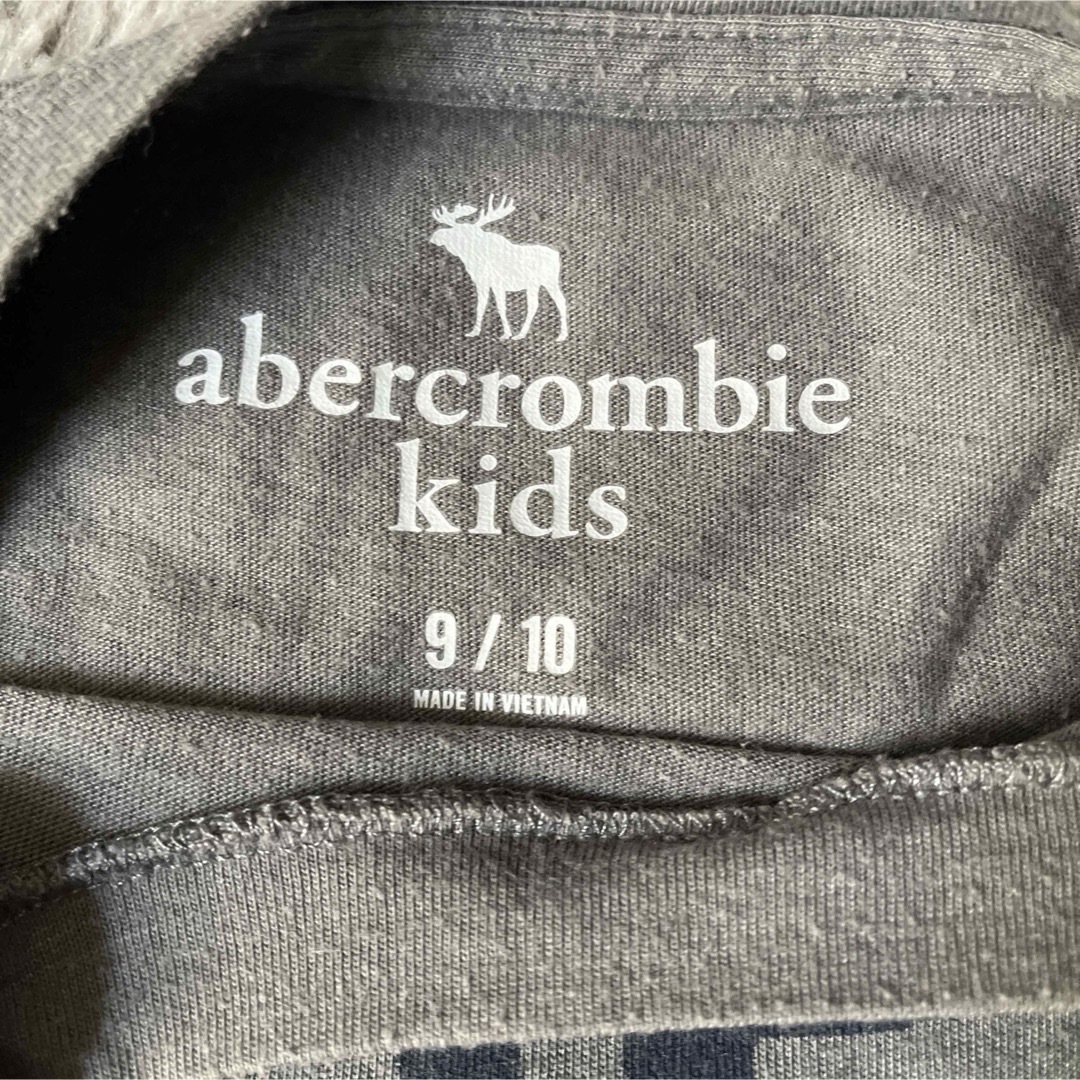 abercrombie
kids
9 / 10
MADE IN VIETNAM